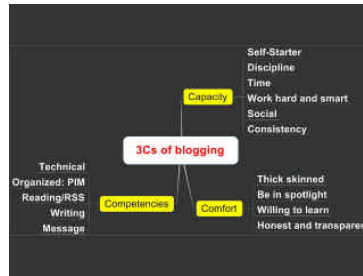 3Cs of blogging
Capacity
Self-Starter
Discipline
Time
Work hard and smart
Social
Consistency
Comfort
Thick skinned
Be in spotlight
Willing to learn
Honest and transpare
Competencies
Technical
Organized: PIM
Reading/RSS
Writing
Message